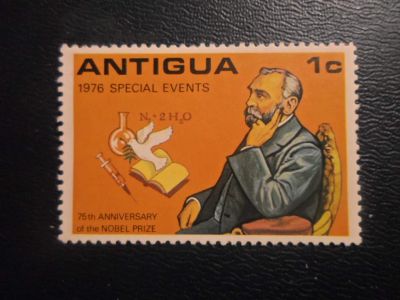 ANTIGUA 1c
1976 SPECIAL EVENTS
N₂+2H₂O
75th ANNIVERSARY
of the NOBEL PRIZE